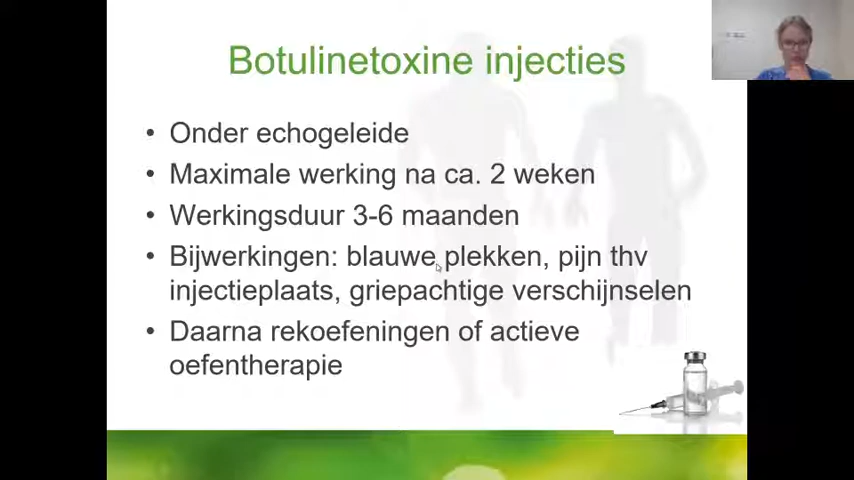 Botulinetoxine injecties
• Onder echogeleide
• Maximale werking na ca. 2 weken
• Werkingsduur 3-6 maanden
• Bijwerkingen: blauwe plekken, pijn thv
injectieplaats, griepachtige verschijnselen
• Daarna rekoefeningen of actieve
oefentherapie